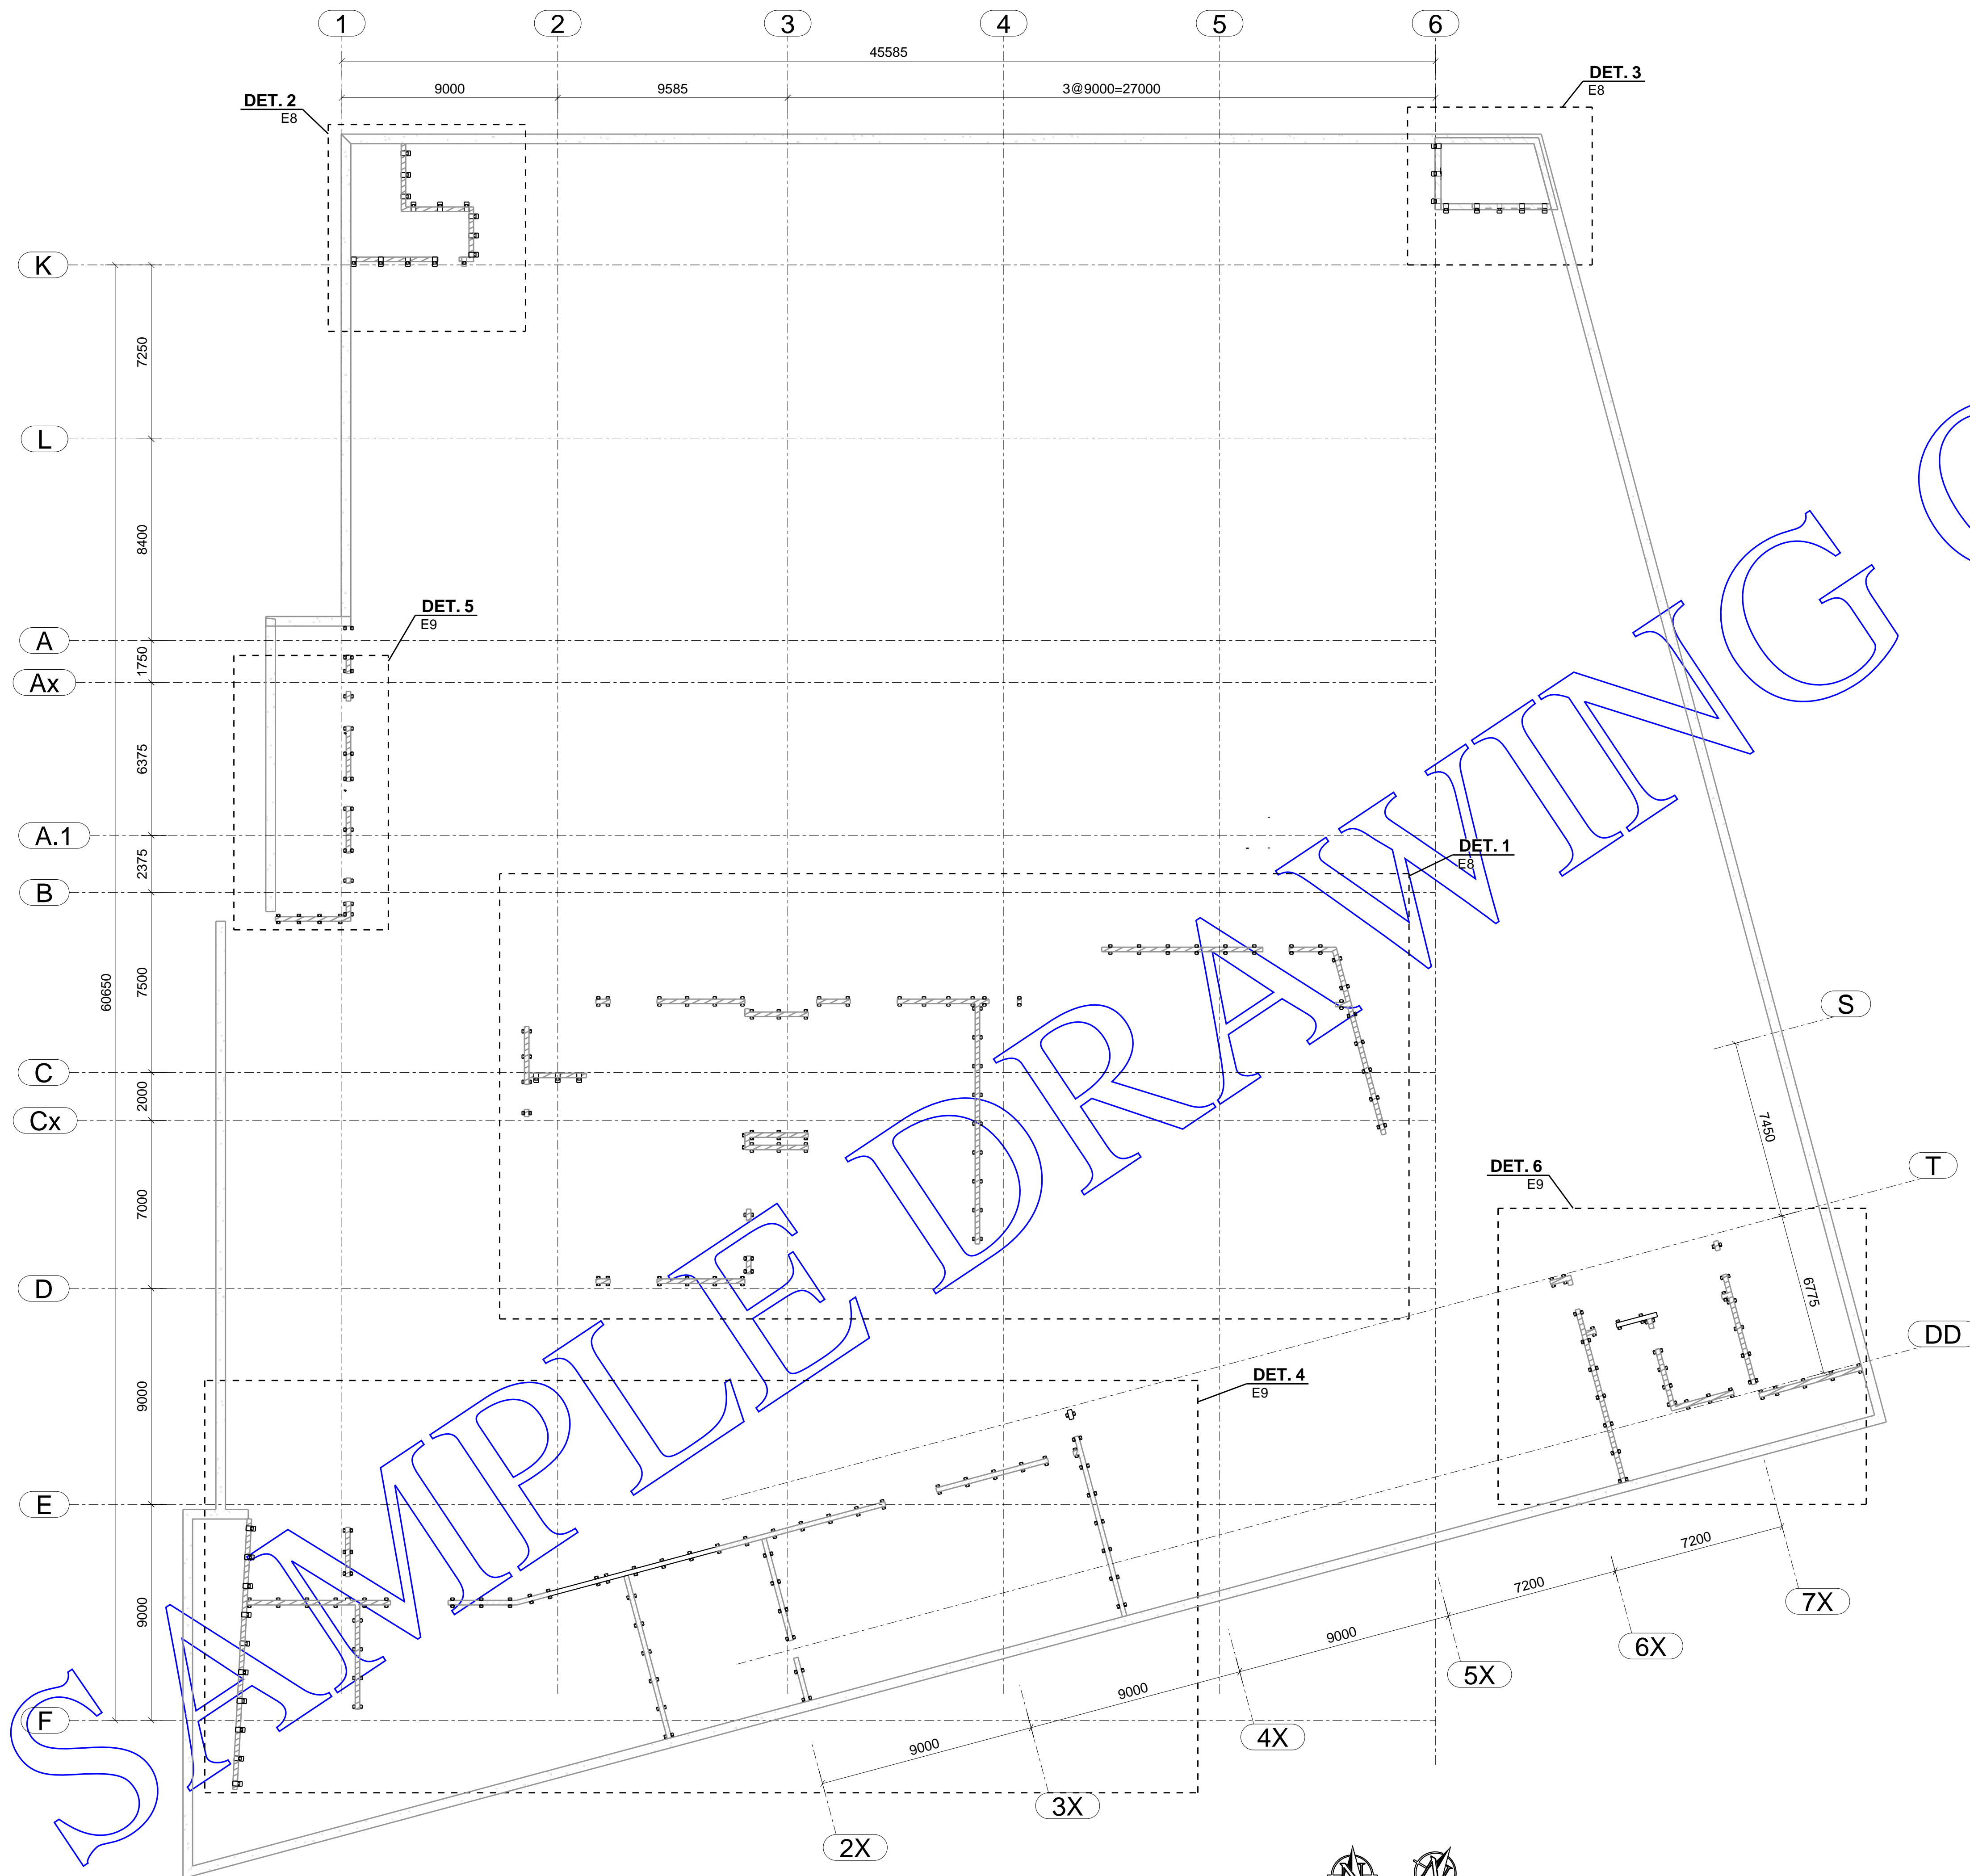 1 2 3 4 5 6
45585
9000 9585 3@9000=27000
DET. 2
E8
DET. 3
E8
K
7250
L
8400
DET. 5
E9
A
1750
Ax
6375
A.1
2375
B
DET. 1
E8
7500
60650
S
C
2000
Cx
7450
T
DET. 6
E9
7000
D
6775
DD
DET. 4
E9
9000
E
7200
7200
7X
9000
9000
6X
5X
F
9000
4X
9000
3X
2X
SAMPLE DRAWING
N N